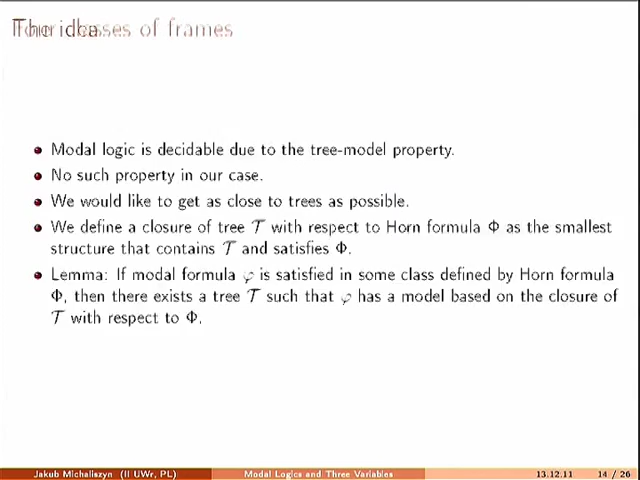 The idea
Four classes of frames
Modal logic is decidable due to the tree-model property.
No such property in our case.
We would like to get as close to trees as possible.
We define a closure of tree 𝒯 with respect to Horn formula Φ as the smallest
structure that contains 𝒯 and satisfies Φ.
Lemma: If modal formula φ is satisfied in some class defined by Horn formula
Φ, then there exists a tree 𝒯 such that φ has a model based on the closure of
𝒯 with respect to Φ.
Jakub Michaliszyn (II UWr, PL) Modal Logics and Three Variables 13.12.11 14 / 26